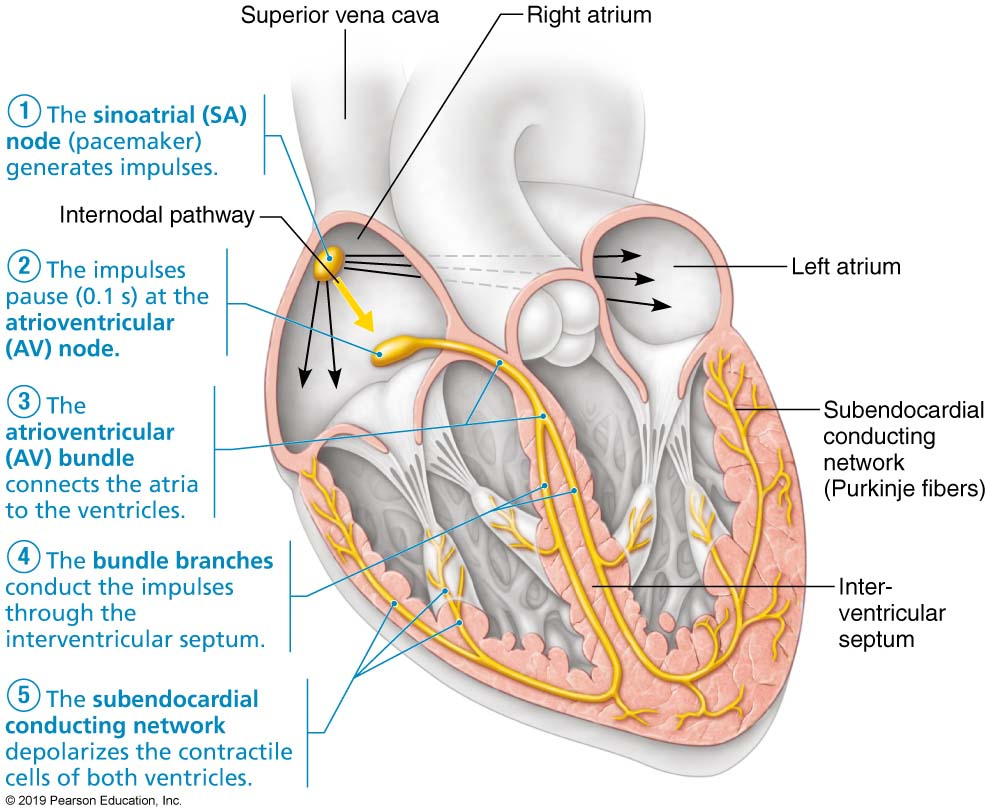 Superior vena cava
Right atrium
1 The sinoatrial (SA)
node (pacemaker)
generates impulses.
Internodal pathway
2 The impulses
pause (0.1 s) at the
atrioventricular
(AV) node.
Left atrium
3 The
atrioventricular
(AV) bundle
connects the atria
to the ventricles.
Subendocardial
conducting
network
(Purkinje fibers)
4 The bundle branches
conduct the impulses
through the
interventricular septum.
Inter-
ventricular
septum
5 The subendocardial
conducting network
depolarizes the contractile
cells of both ventricles.
© 2019 Pearson Education, Inc.